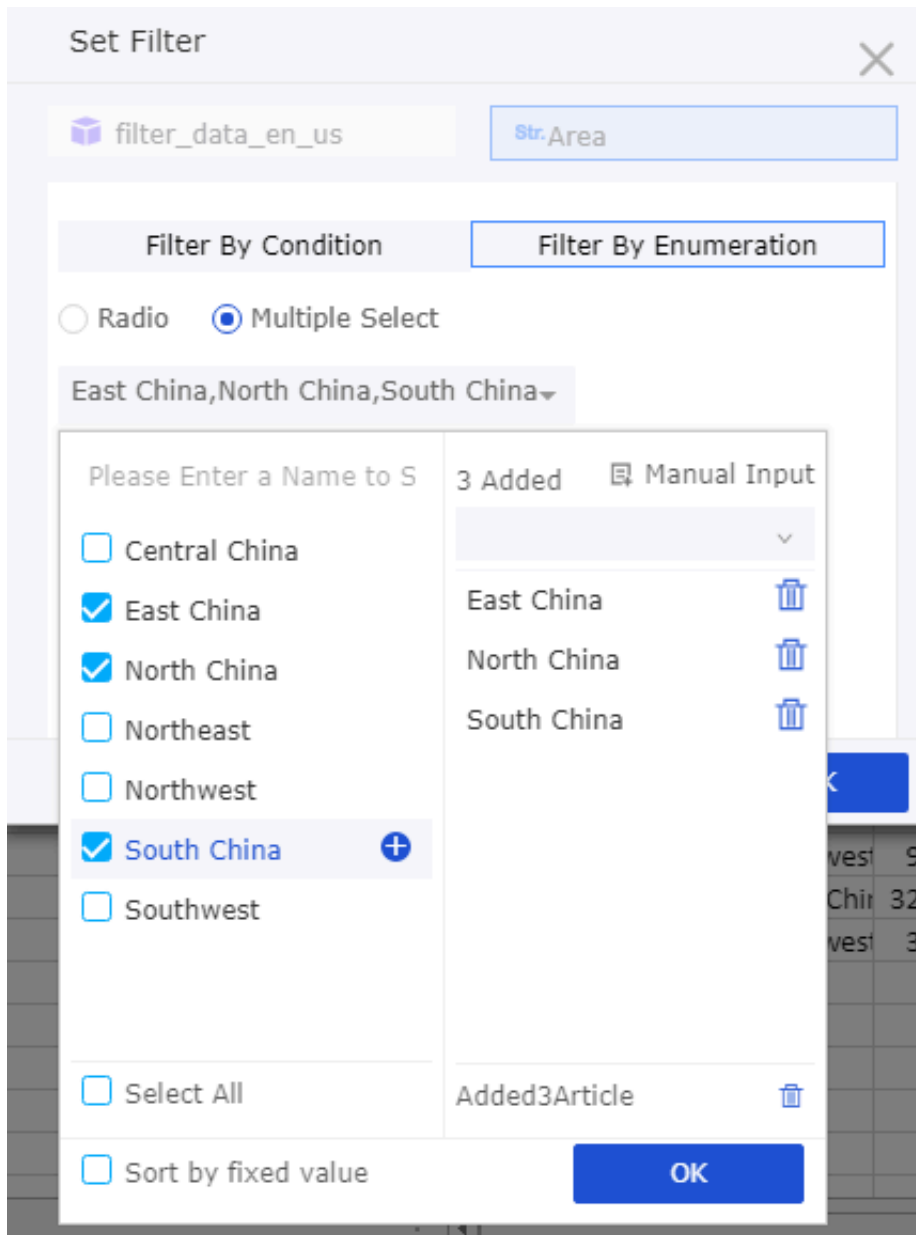 Set Filter
filter_data_en_us
Str. Area
Filter By Condition
Filter By Enumeration
Radio
Multiple Select
East China,North China,South China
Please Enter a Name to S
3 Added
Manual Input
Central China
East China
North China
Northeast
Northwest
South China
Southwest
East China
North China
South China
Select All
Added3Article
Sort by fixed value
OK